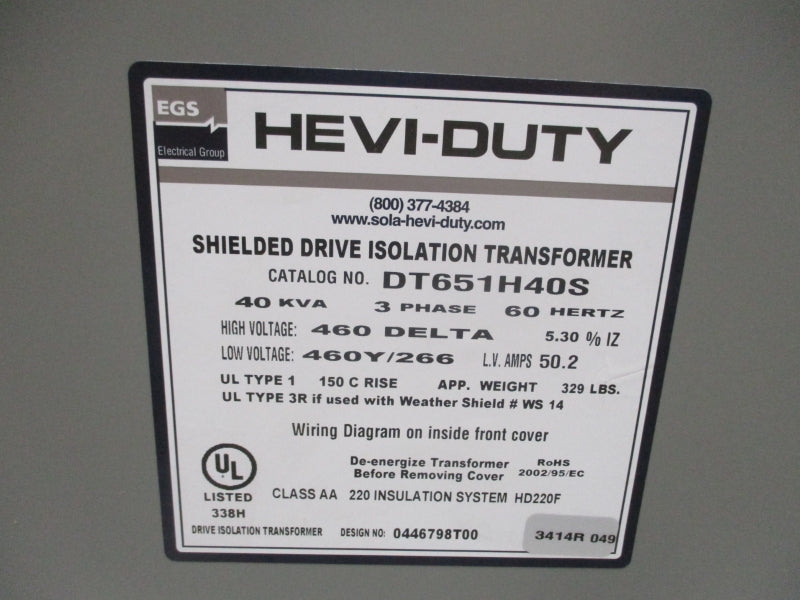 EGS
Electrical Group
HEVI-DUTY
(800) 377-4384
www.sola-hevi-duty.com
SHIELDED DRIVE ISOLATION TRANSFORMER
CATALOG NO. DT651H40S
40 KVA 3 PHASE 60 HERTZ
HIGH VOLTAGE: 460 DELTA 5.30 % IZ
LOW VOLTAGE: 460Y/266 L.V. AMPS 50.2
UL TYPE 1 150 C RISE APP. WEIGHT 329 LBS.
UL TYPE 3R if used with Weather Shield # WS 14
Wiring Diagram on inside front cover
De-energize Transformer RoHS
Before Removing Cover 2002/95/EC
UL
LISTED CLASS AA 220 INSULATION SYSTEM HD220F
338H
DRIVE ISOLATION TRANSFORMER DESIGN NO: 0446798T00 3414R 049